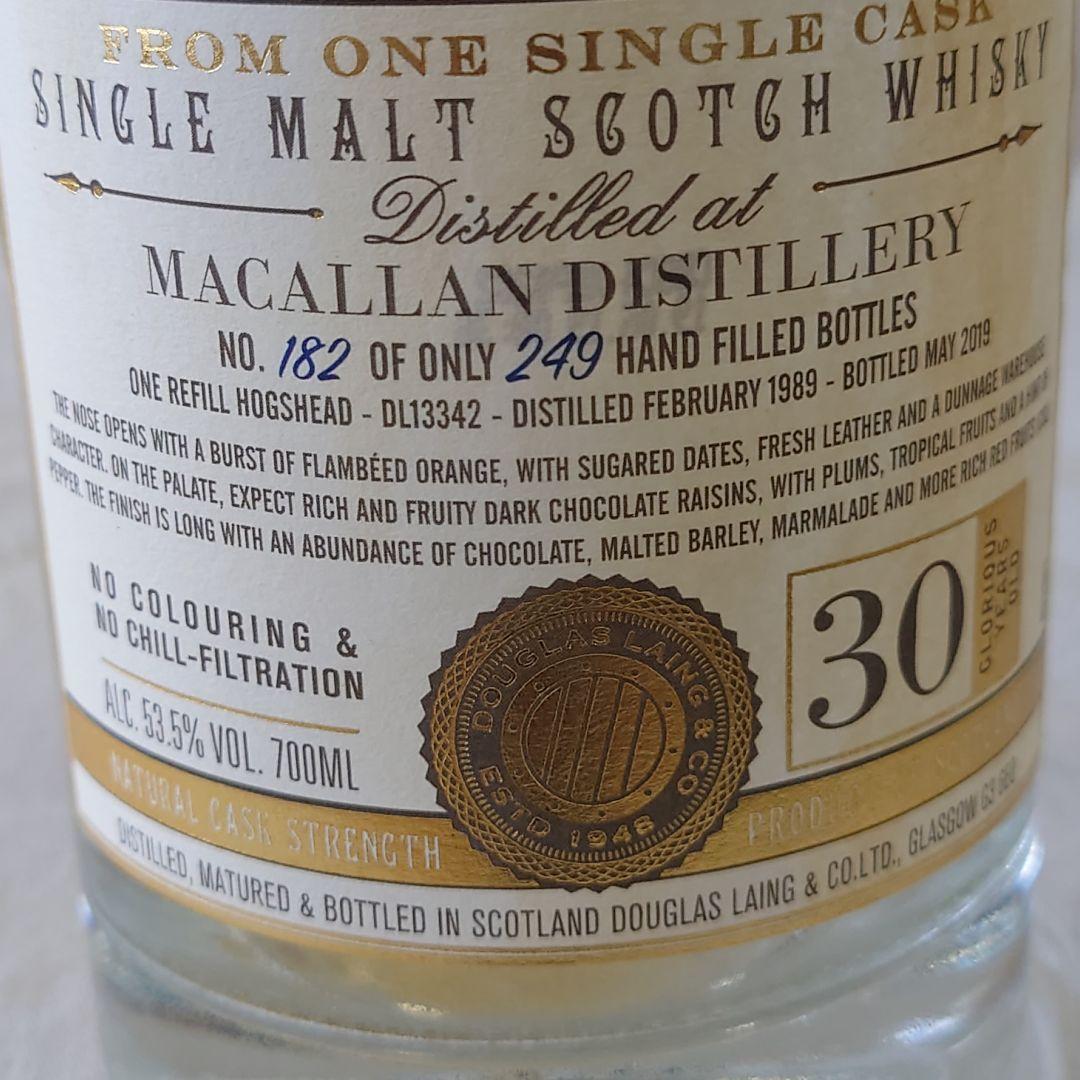 FROM ONE SINGLE CASK
SINGLE MALT SCOTCH WHISKY
Distilled at
MACALLAN DISTILLERY
NO. 182 OF ONLY 249 HAND FILLED BOTTLES
ONE REFILL HOGSHEAD - DL13342 - DISTILLED FEBRUARY 1989 - BOTTLED MAY 2019
THE NOSE OPENS WITH A BURST OF FLAMBÉED ORANGE, WITH SUGARED DATES, FRESH LEATHER AND A DUNNAGE WAREHOUSE
CHARACTER. ON THE PALATE, EXPECT RICH AND FRUITY DARK CHOCOLATE RAISINS, WITH PLUMS, TROPICAL FRUITS AND A HINT OF
PEPPER. THE FINISH IS LONG WITH AN ABUNDANCE OF CHOCOLATE, MALTED BARLEY, MARMALADE AND MORE RICH RED FRUITS
NO COLOURING &
NO CHILL-FILTRATION
ALC. 53.5% VOL. 700ML
DOUGLAS LAING & CO
ESTD 1948
30
GLORIOUS
YEARS
OLD
NATURAL CASK STRENGTH
DISTILLED, MATURED & BOTTLED IN SCOTLAND DOUGLAS LAING & CO.LTD., GLASGOW G3